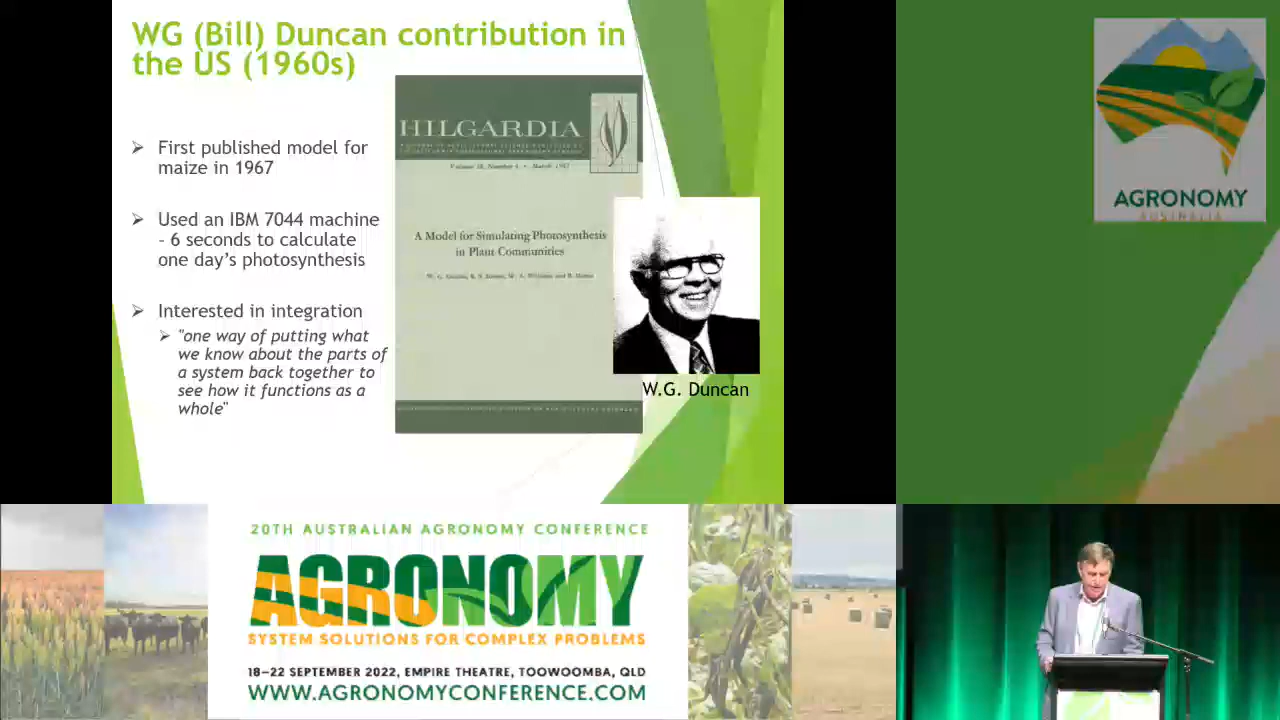 WG (Bill) Duncan contribution in
the US (1960s)
First published model for
maize in 1967
Used an IBM 7044 machine
– 6 seconds to calculate
one day's photosynthesis
Interested in integration
"one way of putting what
we know about the parts of
a system back together to
see how it functions as a
whole"
HILGARDIA
A Model for Simulating Photosynthesis
in Plant Communities
W.G. Duncan
AGRONOMY
AUSTRALIA
20TH AUSTRALIAN AGRONOMY CONFERENCE
AGRONOMY
SYSTEM SOLUTIONS FOR COMPLEX PROBLEMS
18–22 SEPTEMBER 2022, EMPIRE THEATRE, TOOWOOMBA, QLD
WWW.AGRONOMYCONFERENCE.COM